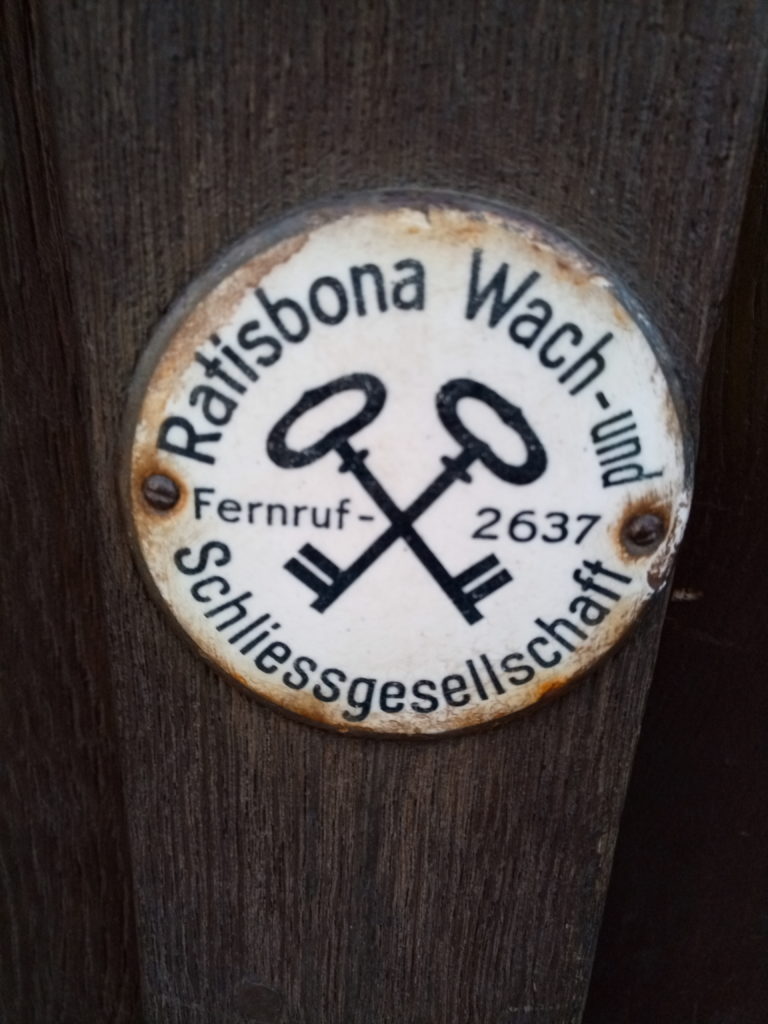 Ratisbona Wach-und
Fernruf- 2637
Schliessgesellschaft